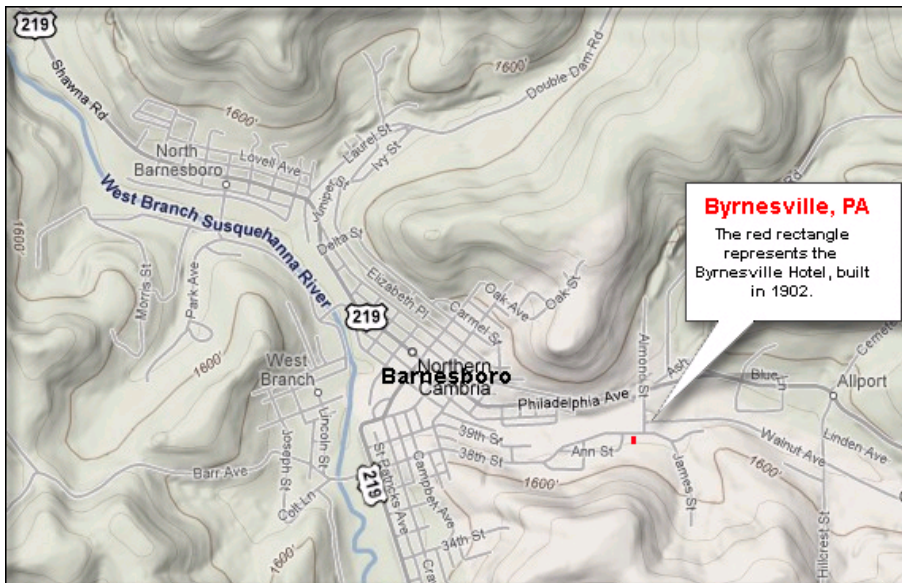 219
Shawna Rd
1600'
1600'
Double Dam Rd
Laurel St
Ivy St
North
Barnesboro
Lovell Ave
Juniper S
West Branch Susquehanna River
Delta St
Rd
Byrnesville, PA
The red rectangle
represents the
Byrnesville Hotel, built
in 1902.
1600'
Morris St
Park Ave
Elizabeth Pl
Carmel St
Oak Ave
Oak St
219
Almond St
Ash
Cemete
West
Branch
Northern
Cambria
Barnesboro
Philadelphia Ave
Blue Ln
Allport
Lincoln St
Joseph St
39th St
38th St
Ann St
Walnut Ave
Linden Ave
Barr Ave
Colt Ln
219
St Patricks Ave
Campbell Ave
James St
1600'
1600'
1600'
34th St
Cra
Hillcrest St